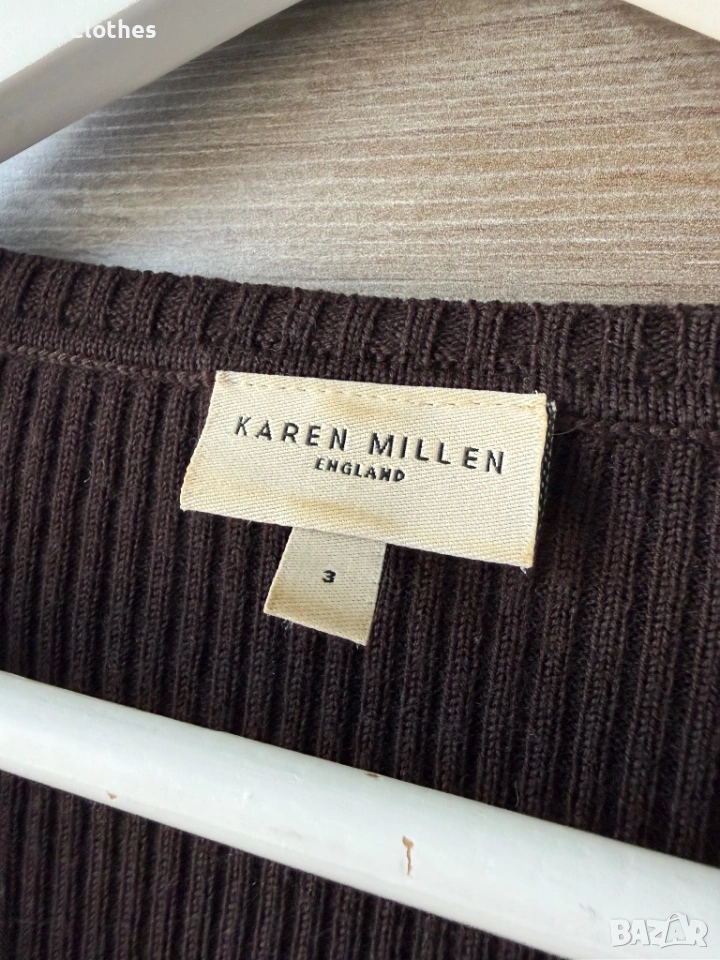 Clothes
KAREN MILLEN
ENGLAND
3
BAZAR